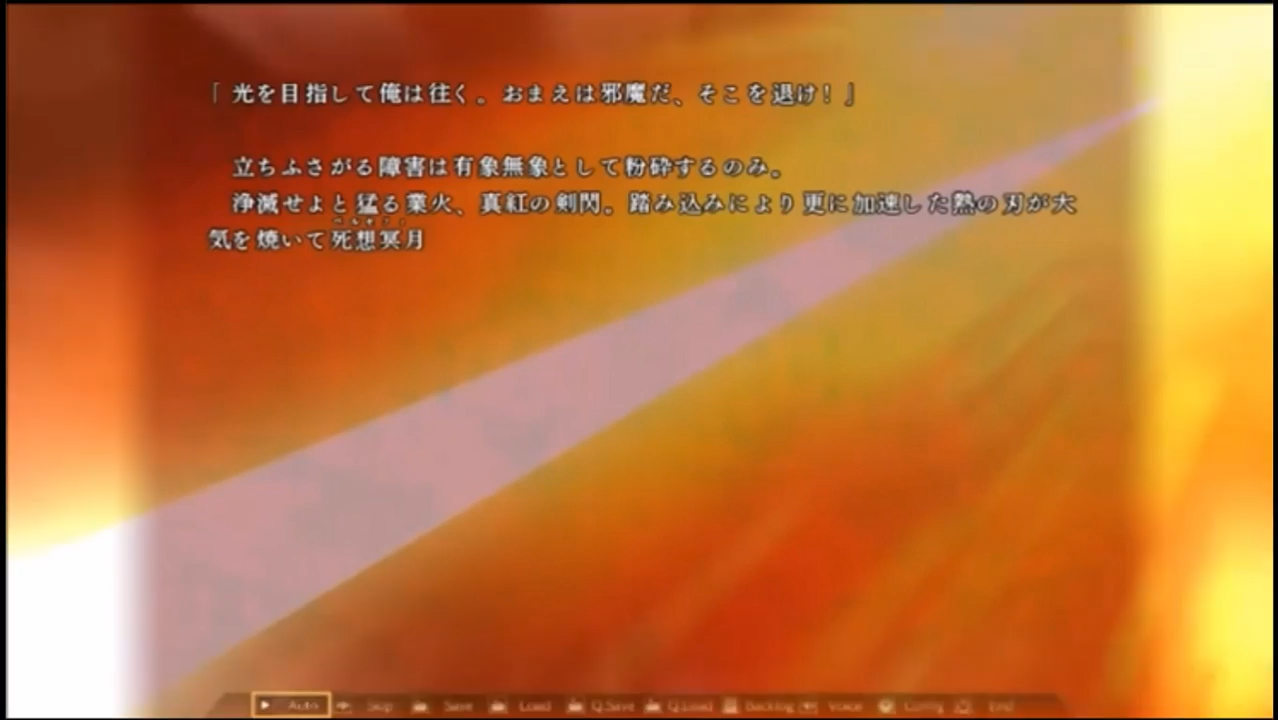 「光を目指して俺は往く。おまえは邪魔だ、そこを退け！」
立ちふさがる障害は有象無象として粉砕するのみ。
浄滅せよと猛る業火、真紅の剣閃。踏み込みにより更に加速した熱の刃が大
気を焼いて死想冥月
Auto Skip Save Load Q.Save Q.Load Backlog Voice Config End